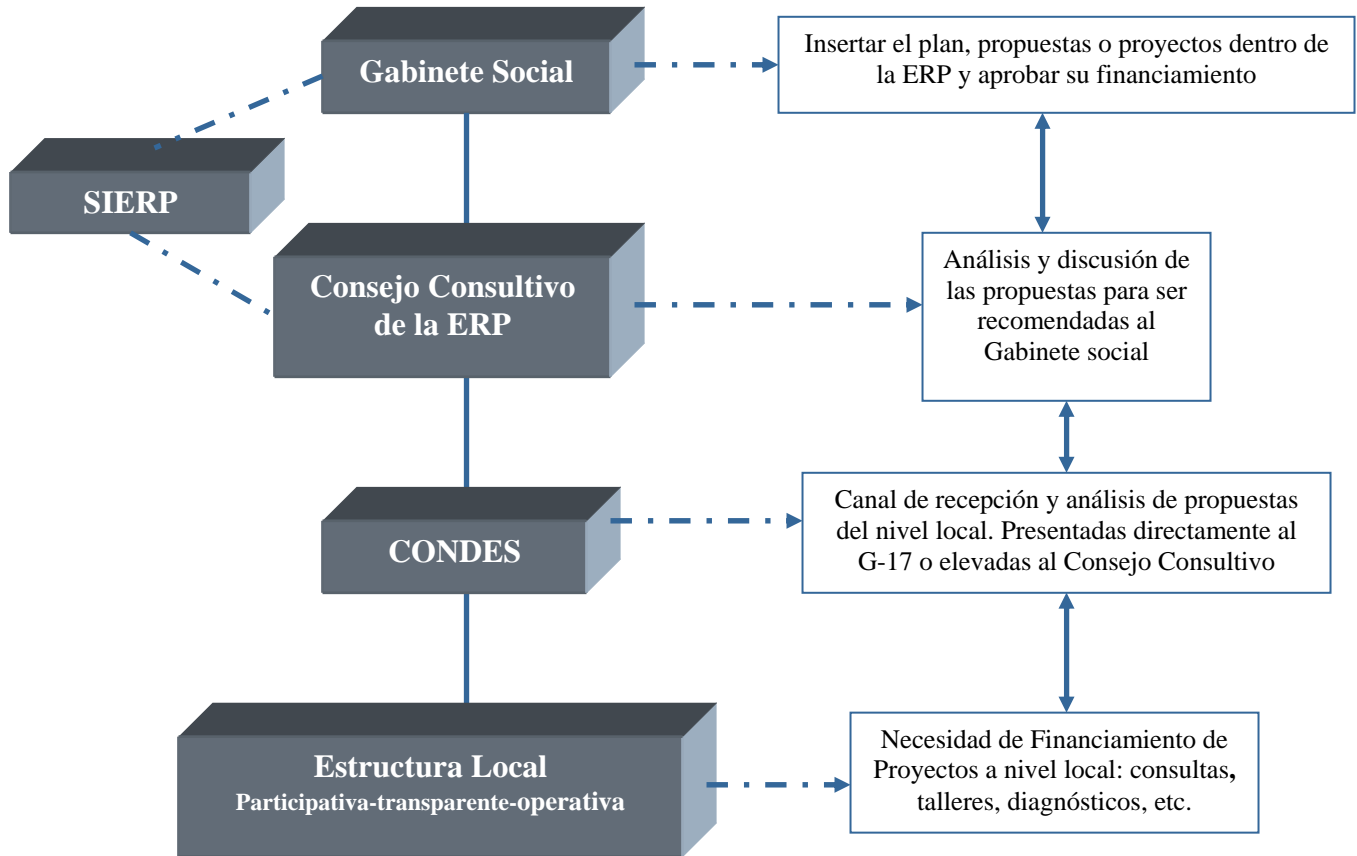 Gabinete Social
Insertar el plan, propuestas o proyectos dentro de
la ERP y aprobar su financiamiento
SIERP
Consejo Consultivo
de la ERP
Análisis y discusión de
las propuestas para ser
recomendadas al
Gabinete social
CONDES
Canal de recepción y análisis de propuestas
del nivel local. Presentadas directamente al
G-17 o elevadas al Consejo Consultivo
Estructura Local
Participativa-transparente-operativa
Necesidad de Financiamiento de
Proyectos a nivel local: consultas,
talleres, diagnósticos, etc.